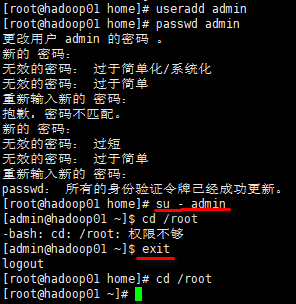 [root@hadoop01 home]# useradd admin
[root@hadoop01 home]# passwd admin
更改用户 admin 的密码 。
新的 密码：
无效的密码： 过于简单化/系统化
无效的密码： 过于简单
重新输入新的 密码：
抱歉，密码不匹配。
新的 密码：
无效的密码： 过短
无效的密码： 过于简单
重新输入新的 密码：
passwd： 所有的身份验证令牌已经成功更新。
[root@hadoop01 home]# su - admin
[admin@hadoop01 ~]$ cd /root
-bash: cd: /root: 权限不够
[admin@hadoop01 ~]$ exit
logout
[root@hadoop01 home]# cd /root
[root@hadoop01 ~]#